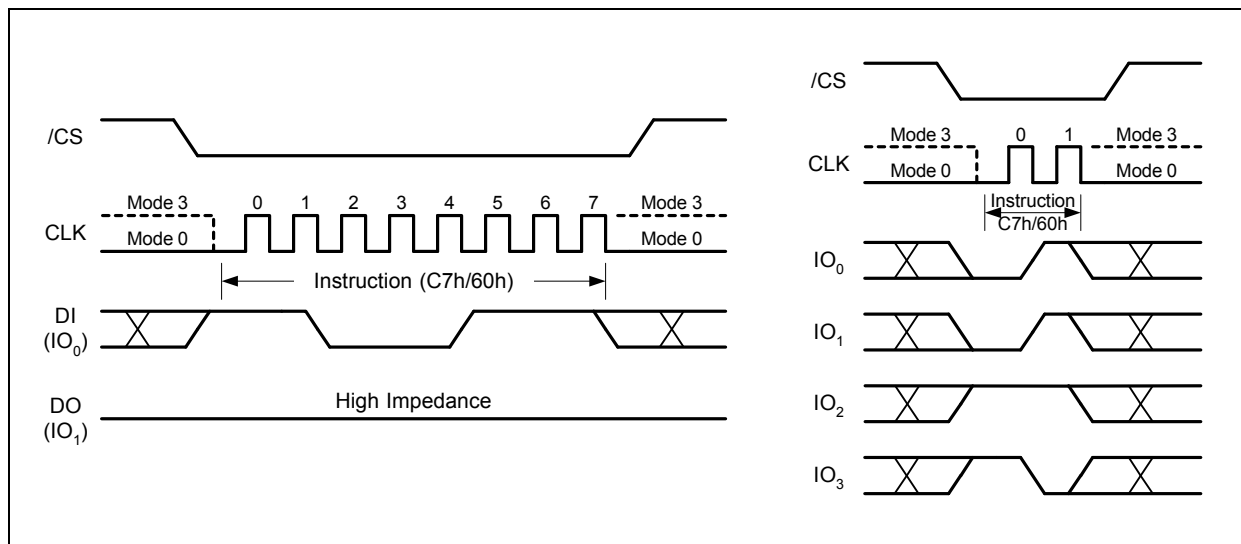 /CS
Mode 3 0 1 2 3 4 5 6 7 Mode 3
CLK Mode 0 Mode 0
Instruction (C7h/60h)
DI
(IO0)
DO High Impedance
(IO1)
/CS
Mode 3 0 1 Mode 3
CLK Mode 0 Mode 0
Instruction
C7h/60h
IO0
IO1
IO2
IO3